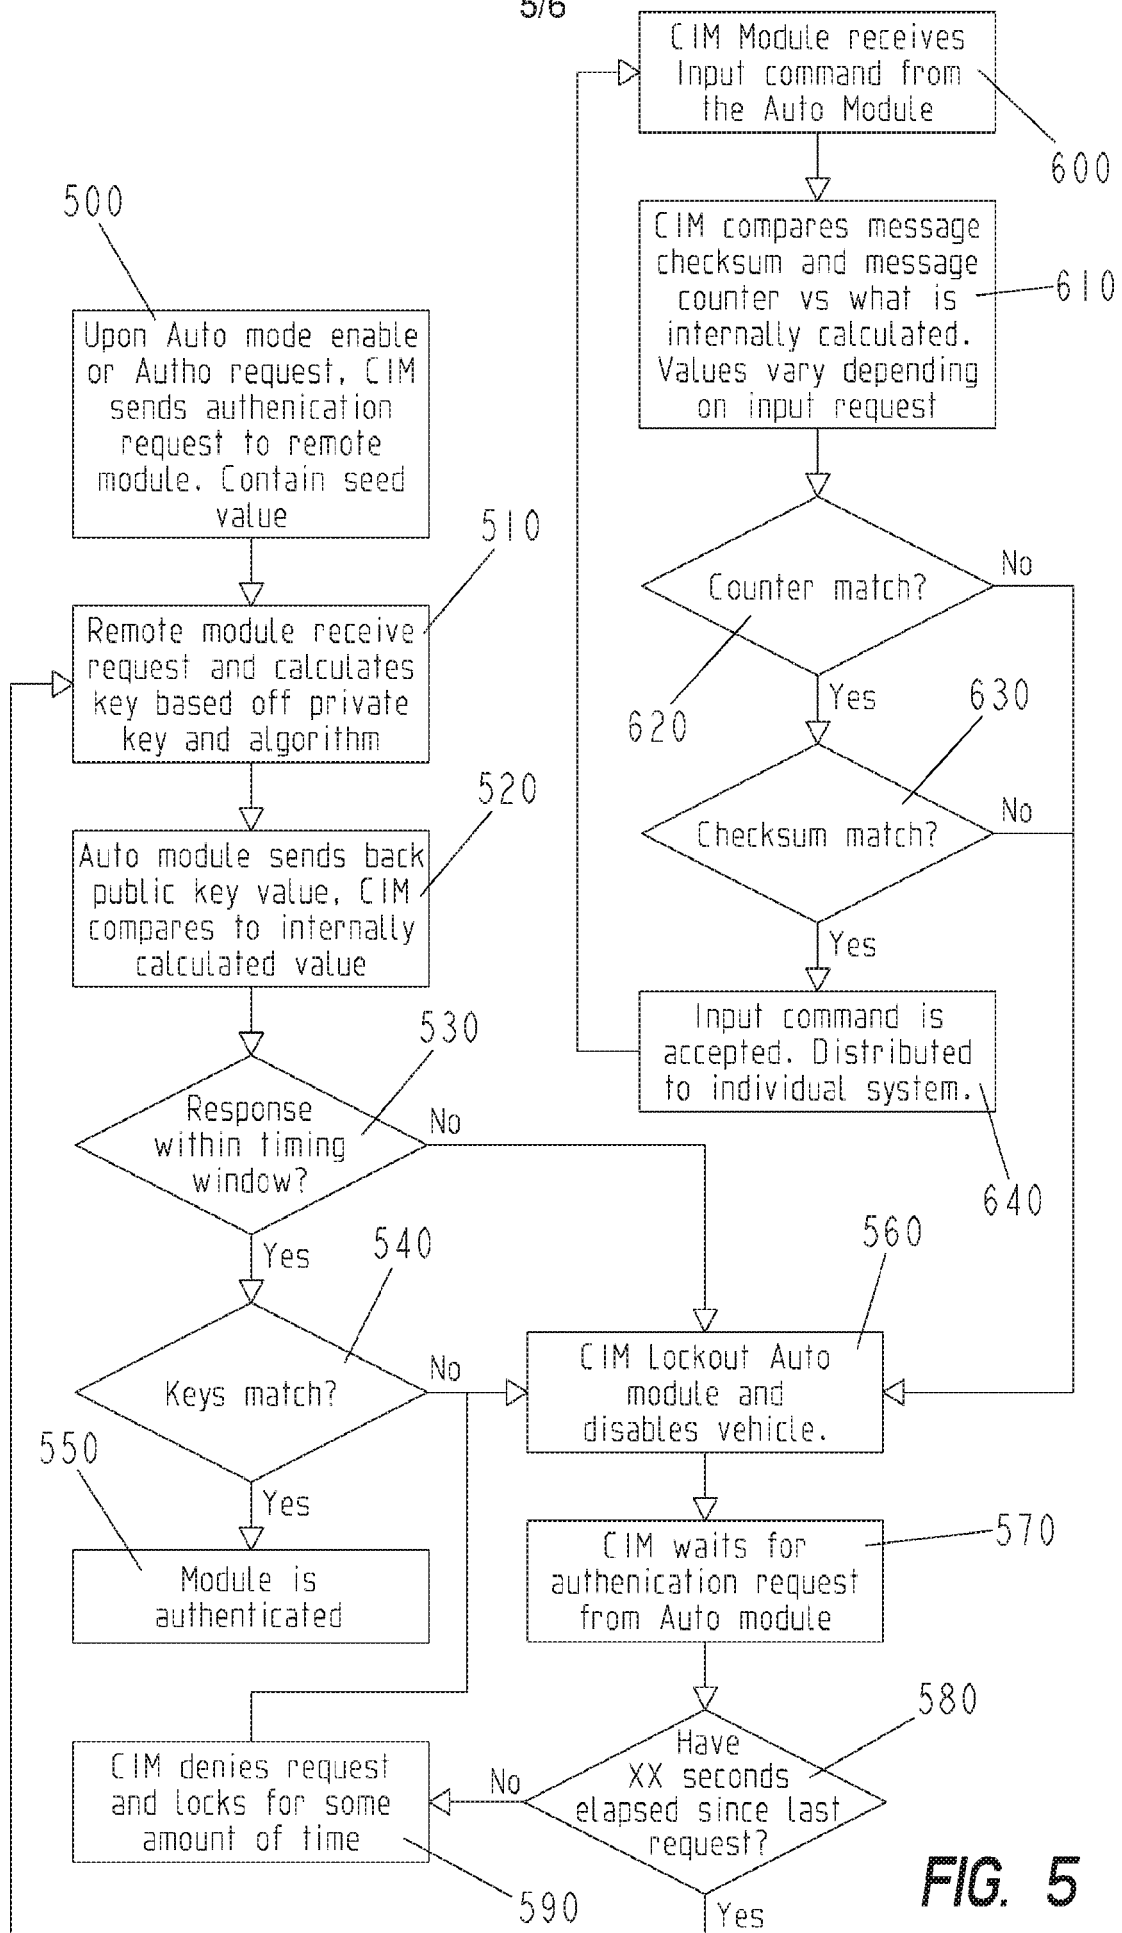 5/6
500
Upon Auto mode enable
or Autho request, CIM
sends authenication
request to remote
module. Contain seed
value
510
Remote module receive
request and calculates
key based off private
key and algorithm
520
Auto module sends back
public key value, CIM
compares to internally
calculated value
530
Response
within timing
window?
No
Yes
540
Keys match?
No
Yes
550
Module is
authenticated
CIM Module receives
Input command from
the Auto Module
600
CIM compares message
checksum and message
counter vs what is
internally calculated.
Values vary depending
on input request
610
Counter match?
No
620
Yes
630
Checksum match?
No
Yes
Input command is
accepted. Distributed
to individual system.
640
560
CIM Lockout Auto
module and
disables vehicle.
CIM waits for
authenication request
from Auto module
570
580
Have
XX seconds
elapsed since last
request?
No
Yes
CIM denies request
and locks for some
amount of time
590
FIG. 5